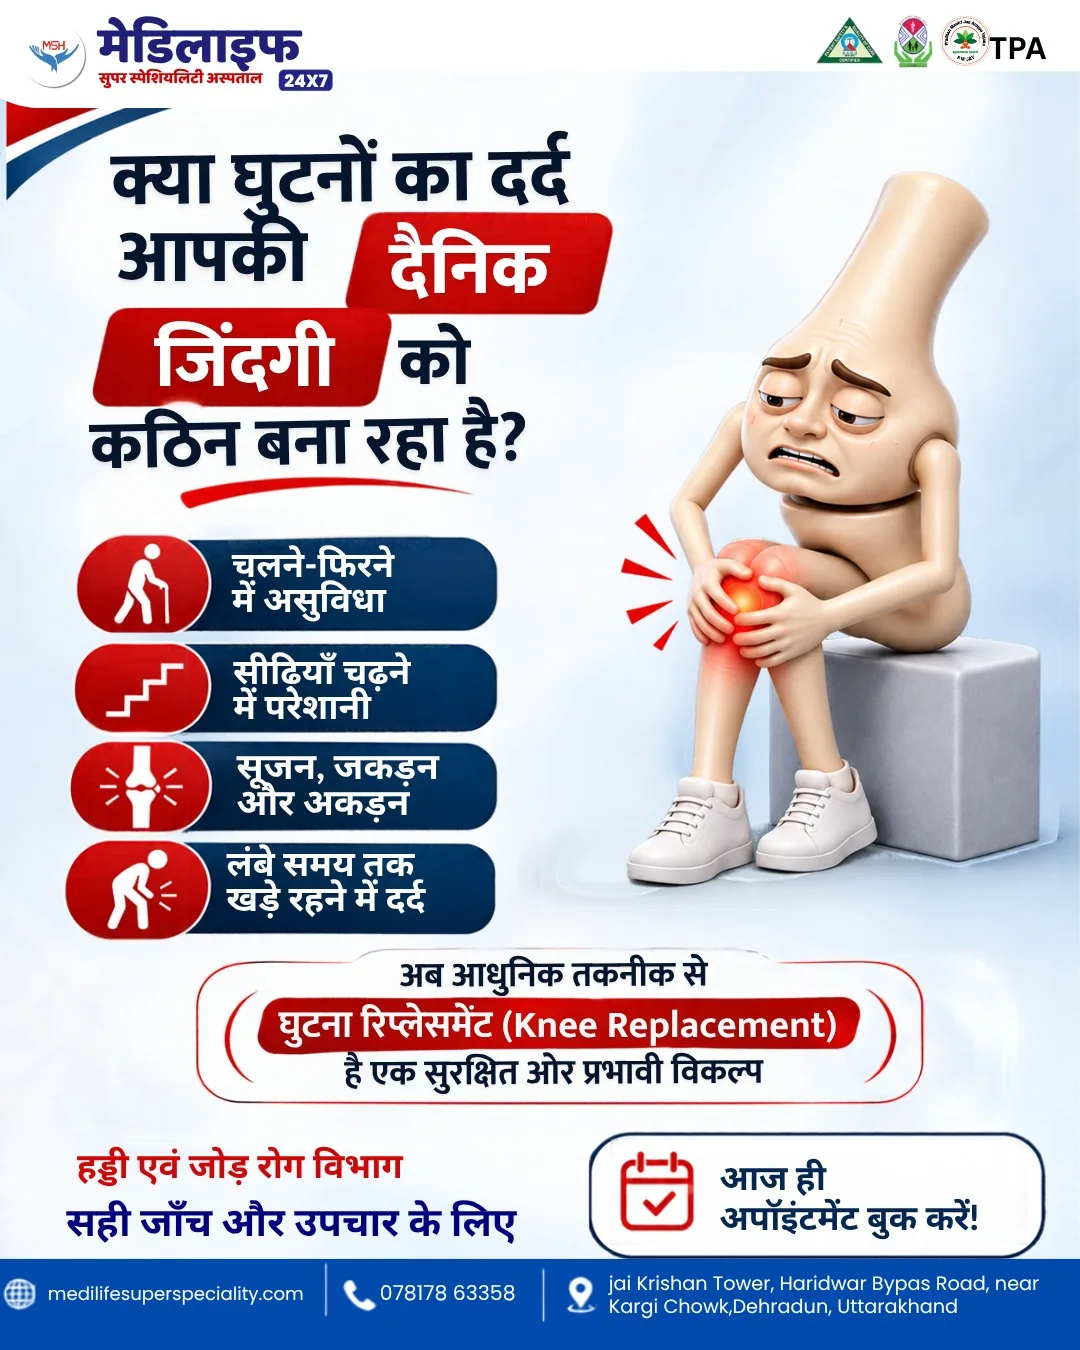 MISH
मेडिलाइफ
सुपर स्पेशियलिटी अस्पताल
24X7
TPA
क्या घुटनों का दर्द
आपकी दैनिक
जिंदगी को
कठिन बना रहा है?
चलने-फिरने
में असुविधा
सीढ़ियाँ चढ़ने
में परेशानी
सूजन, जकड़न
और अकड़न
लंबे समय तक
खड़े रहने में दर्द
अब आधुनिक तकनीक से
घुटना रिप्लेसमेंट (Knee Replacement)
है एक सुरक्षित ओर प्रभावी विकल्प
हड्डी एवं जोड़ रोग विभाग
सही जाँच और उपचार के लिए
आज ही
अपॉइंटमेंट बुक करें!
medilifesuperspeciality.com
078178 63358
jai Krishan Tower, Haridwar Bypas Road, near
Kargi Chowk,Dehradun, Uttarakhand